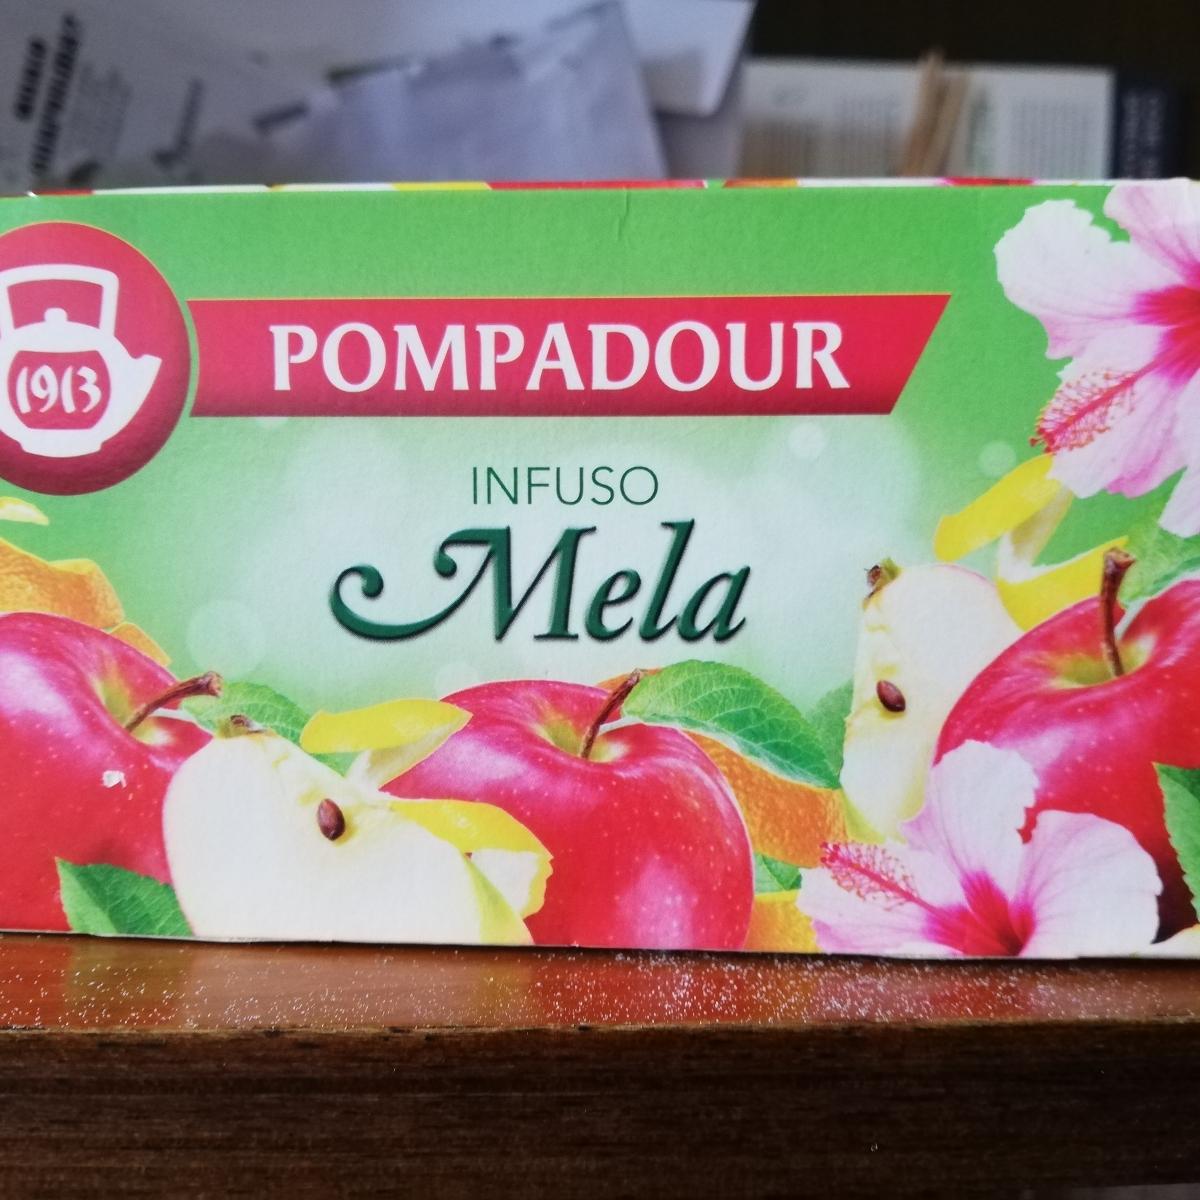 1913
POMPADOUR
INFUSO
Mela